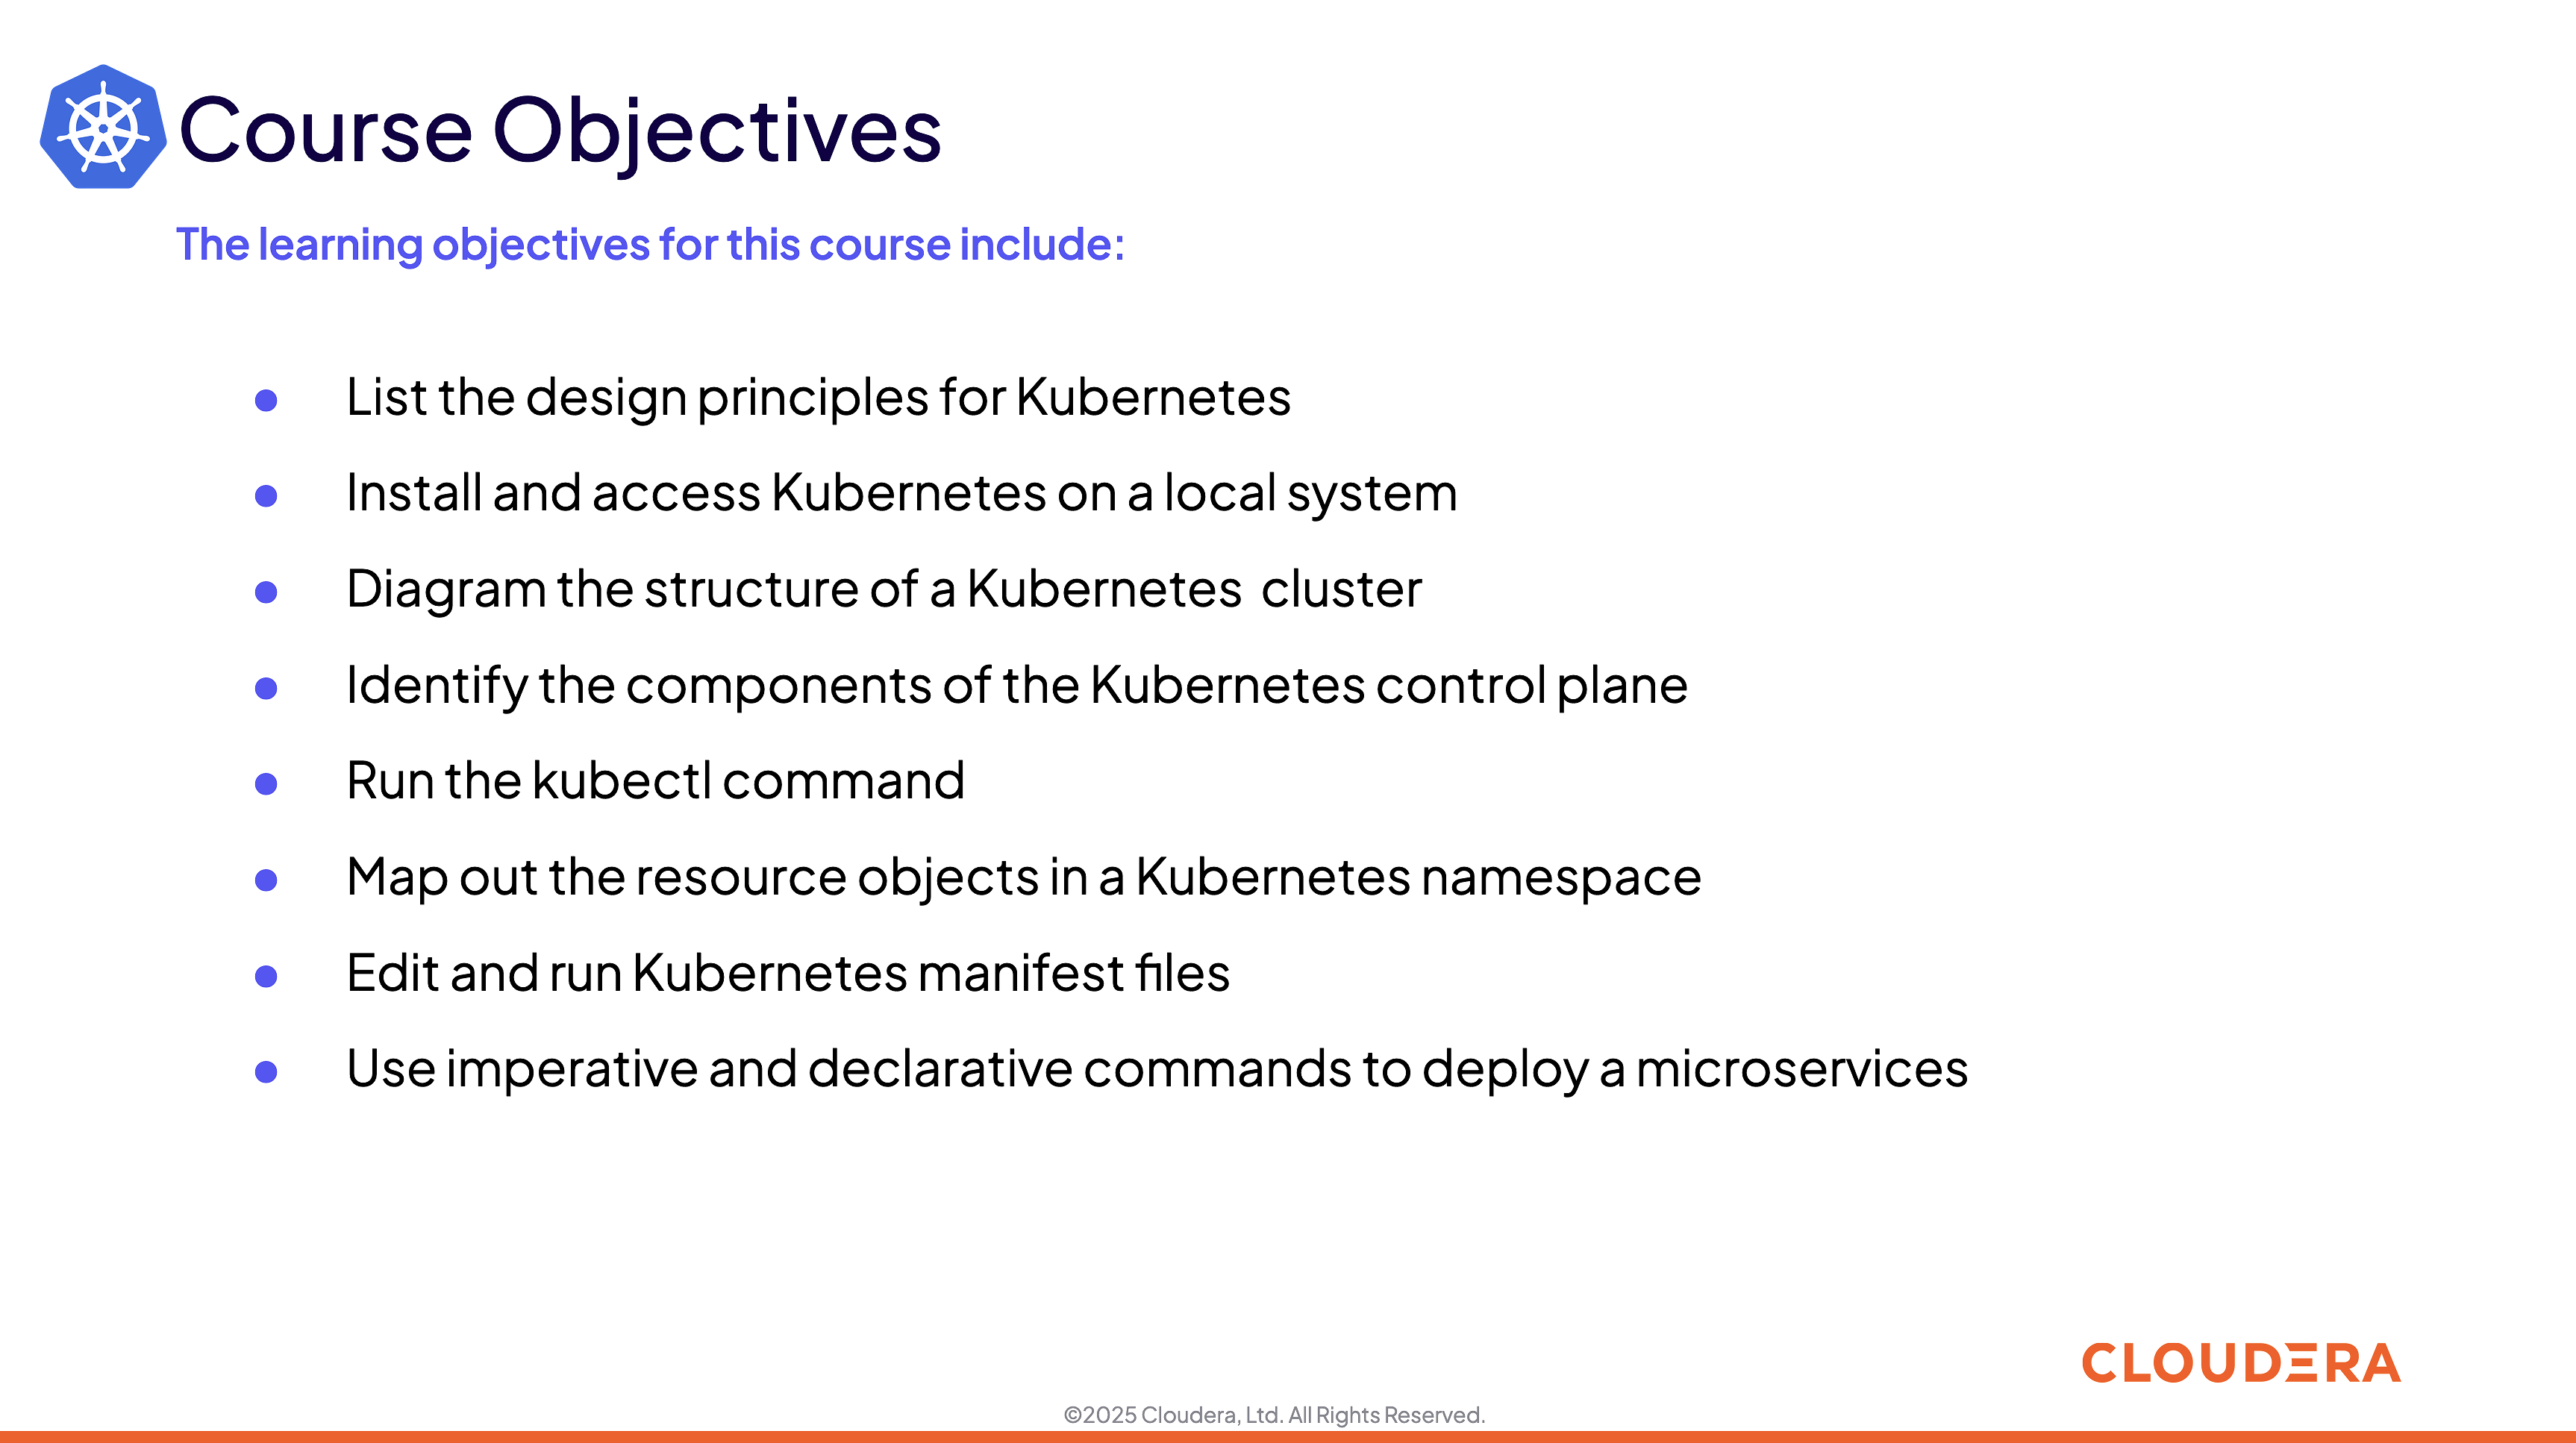 Course Objectives
The learning objectives for this course include:
● List the design principles for Kubernetes
● Install and access Kubernetes on a local system
● Diagram the structure of a Kubernetes  cluster
● Identify the components of the Kubernetes control plane
● Run the kubectl command
● Map out the resource objects in a Kubernetes namespace
● Edit and run Kubernetes manifest files
● Use imperative and declarative commands to deploy a microservices
CLOUDERA
©2025 Cloudera, Ltd. All Rights Reserved.